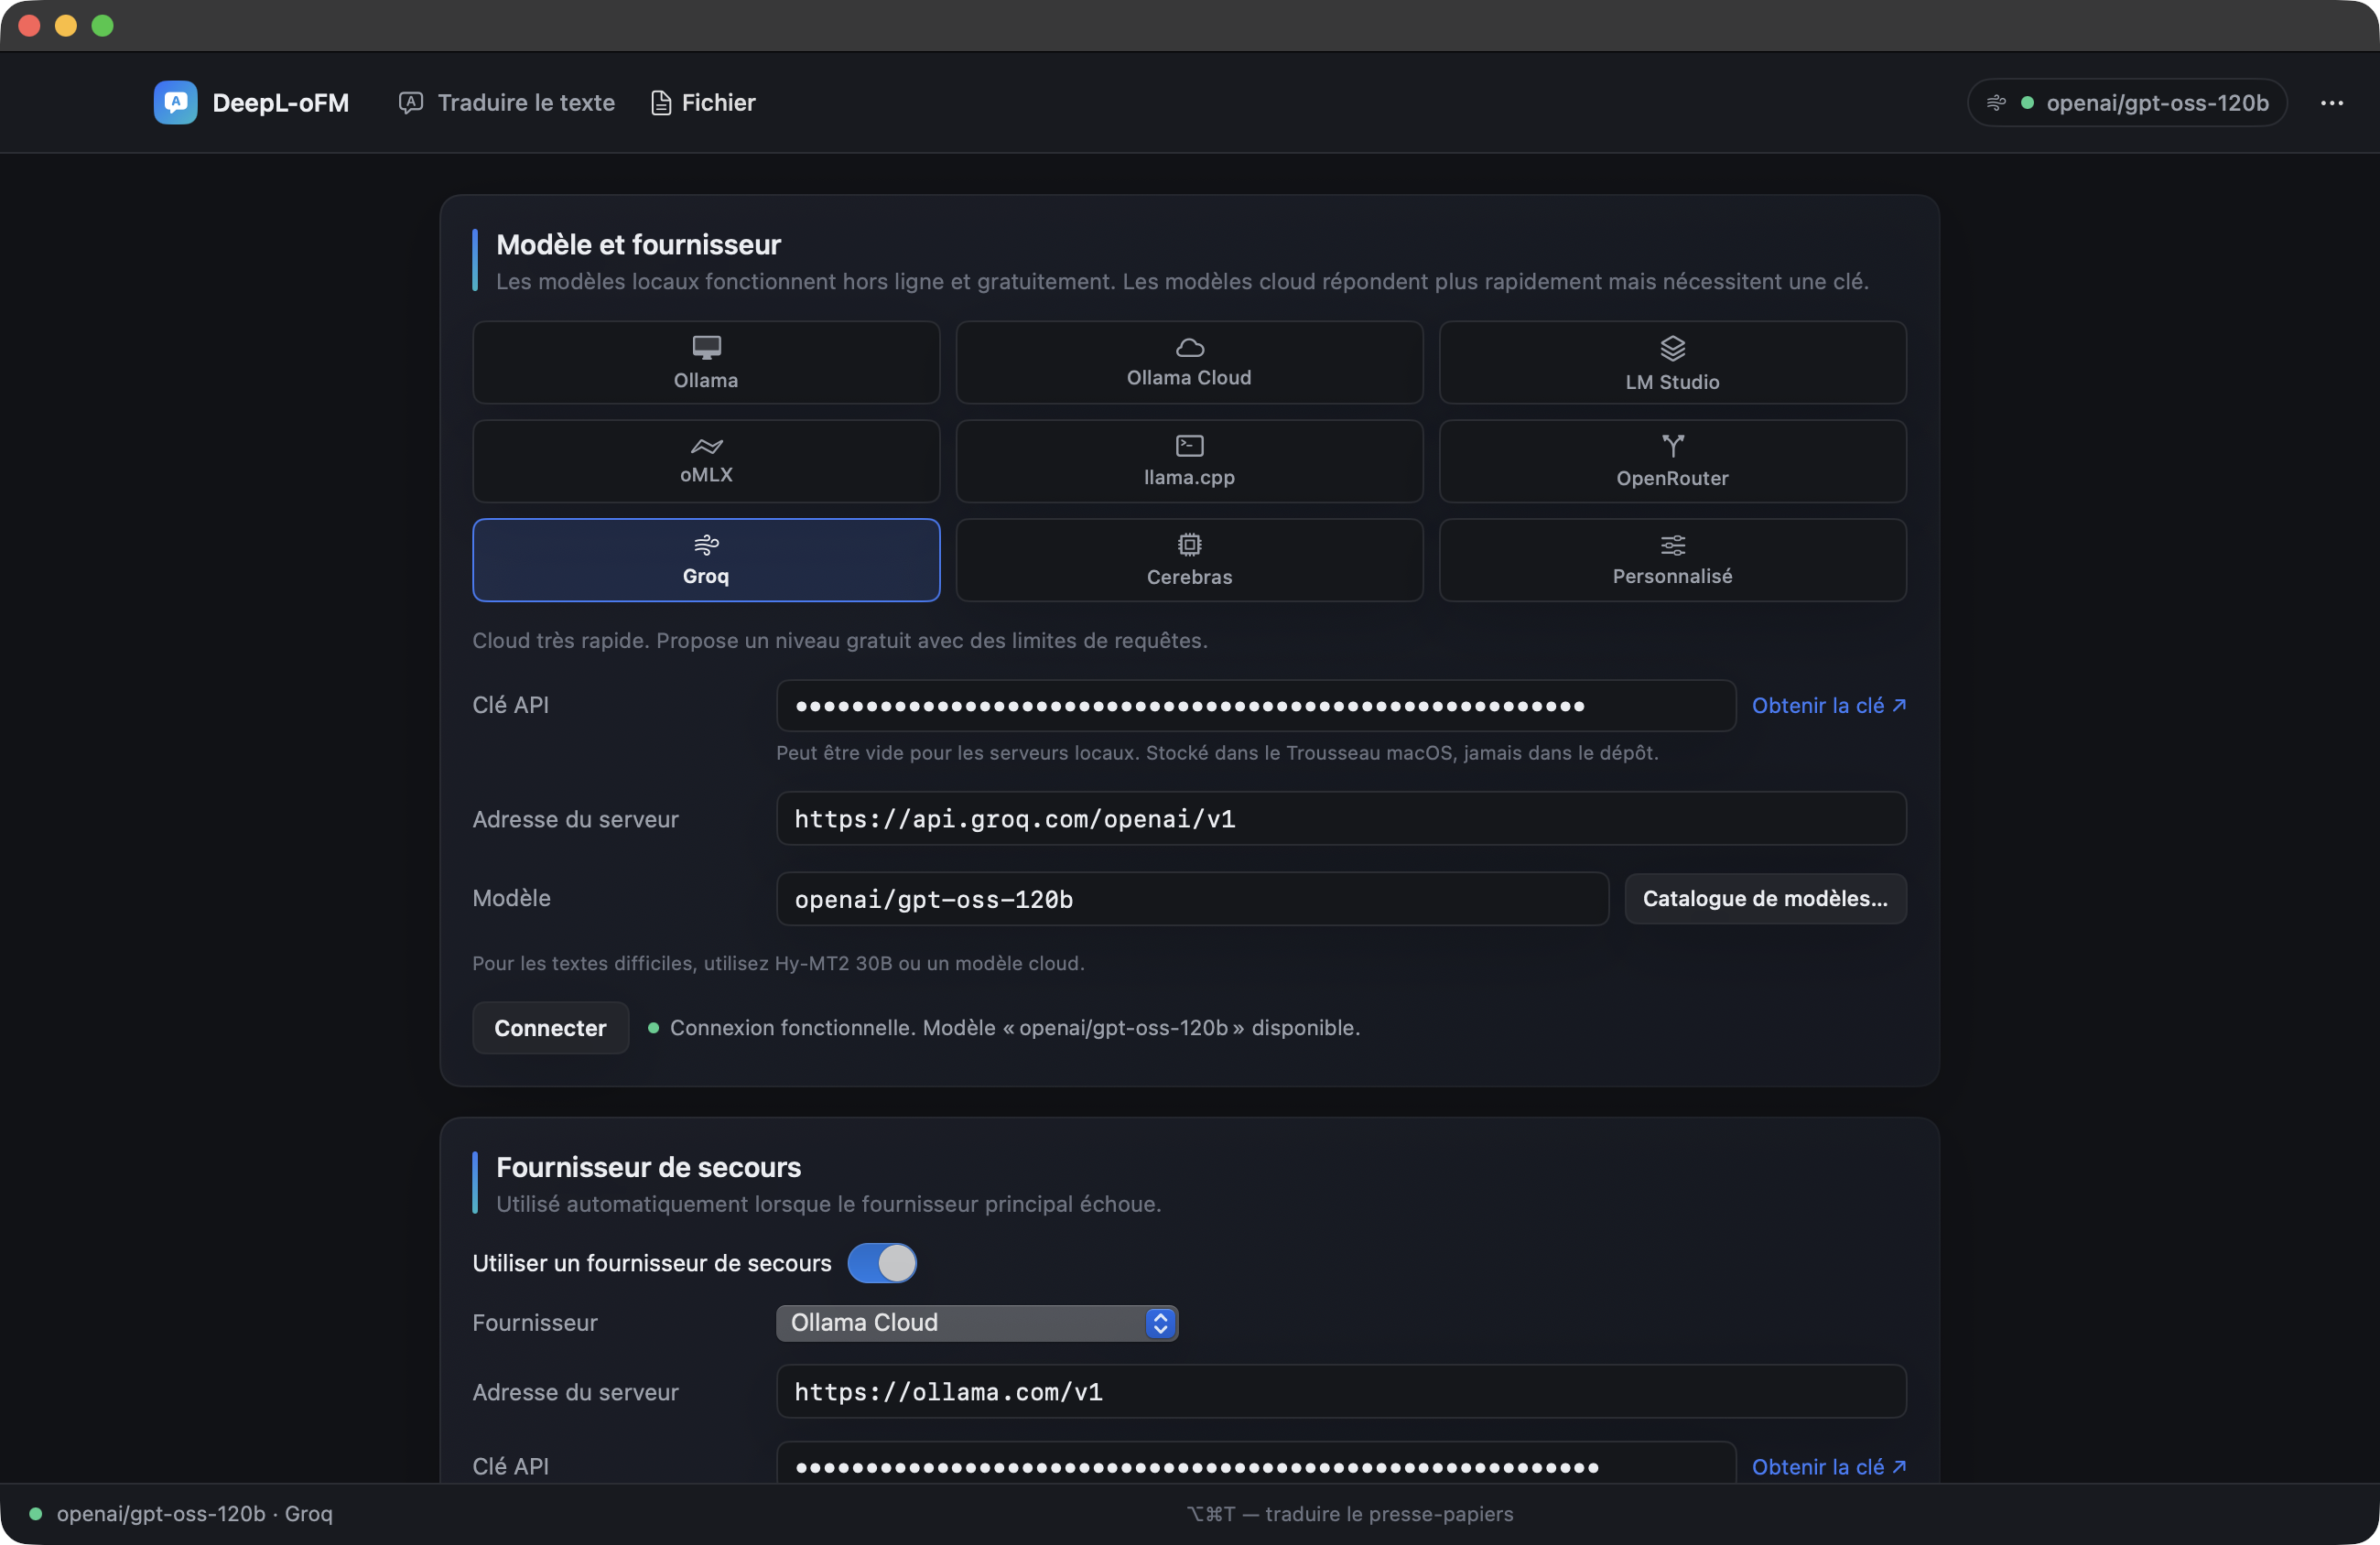 DeepL-oFM
Traduire le texte
Fichier
openai/gpt-oss-120b
Modèle et fournisseur
Les modèles locaux fonctionnent hors ligne et gratuitement. Les modèles cloud répondent plus rapidement mais nécessitent une clé.
Ollama
Ollama Cloud
LM Studio
oMLX
llama.cpp
OpenRouter
Groq
Cerebras
Personnalisé
Cloud très rapide. Propose un niveau gratuit avec des limites de requêtes.
Clé API
Obtenir la clé ↗
Peut être vide pour les serveurs locaux. Stocké dans le Trousseau macOS, jamais dans le dépôt.
Adresse du serveur
https://api.groq.com/openai/v1
Modèle
openai/gpt-oss-120b
Catalogue de modèles...
Pour les textes difficiles, utilisez Hy-MT2 30B ou un modèle cloud.
Connecter
Connexion fonctionnelle. Modèle « openai/gpt-oss-120b » disponible.
Fournisseur de secours
Utilisé automatiquement lorsque le fournisseur principal échoue.
Utiliser un fournisseur de secours
Fournisseur
Ollama Cloud
Adresse du serveur
https://ollama.com/v1
Clé API
Obtenir la clé ↗
openai/gpt-oss-120b · Groq
⌥⌘T — traduire le presse-papiers